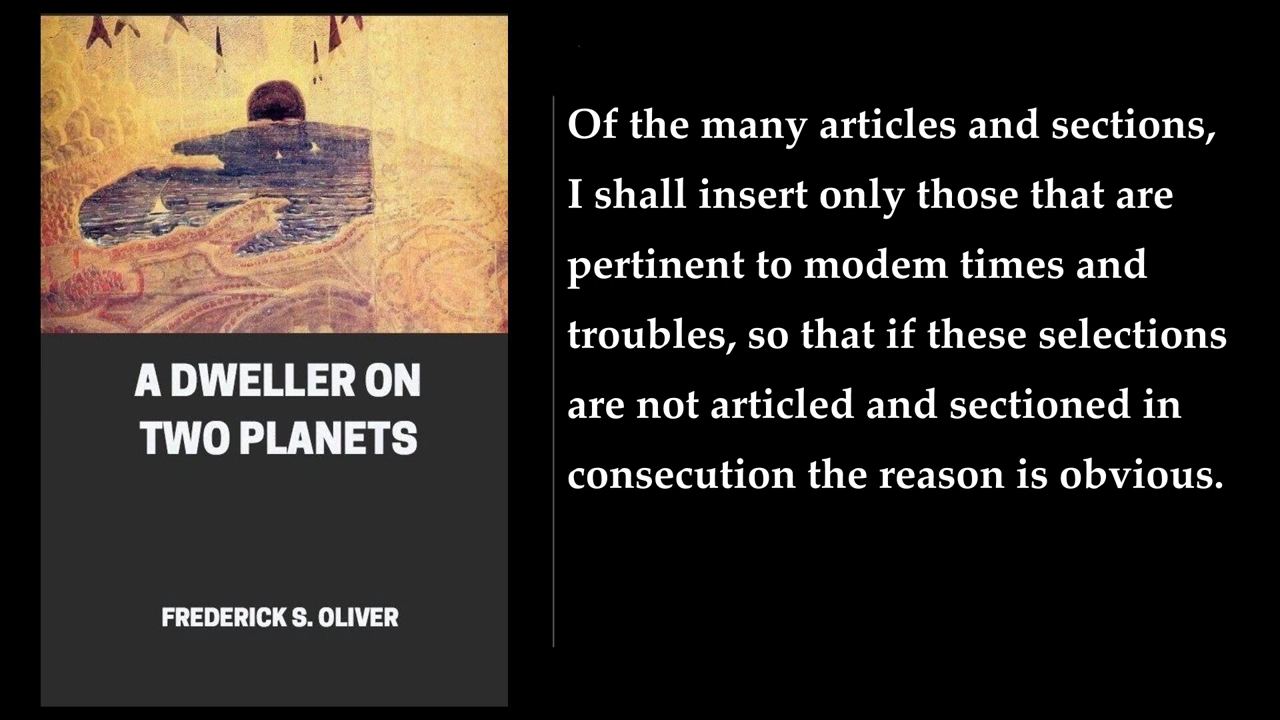 A DWELLER ON
TWO PLANETS
FREDERICK S. OLIVER
Of the many articles and sections,
I shall insert only those that are
pertinent to modem times and
troubles, so that if these selections
are not articled and sectioned in
consecution the reason is obvious.